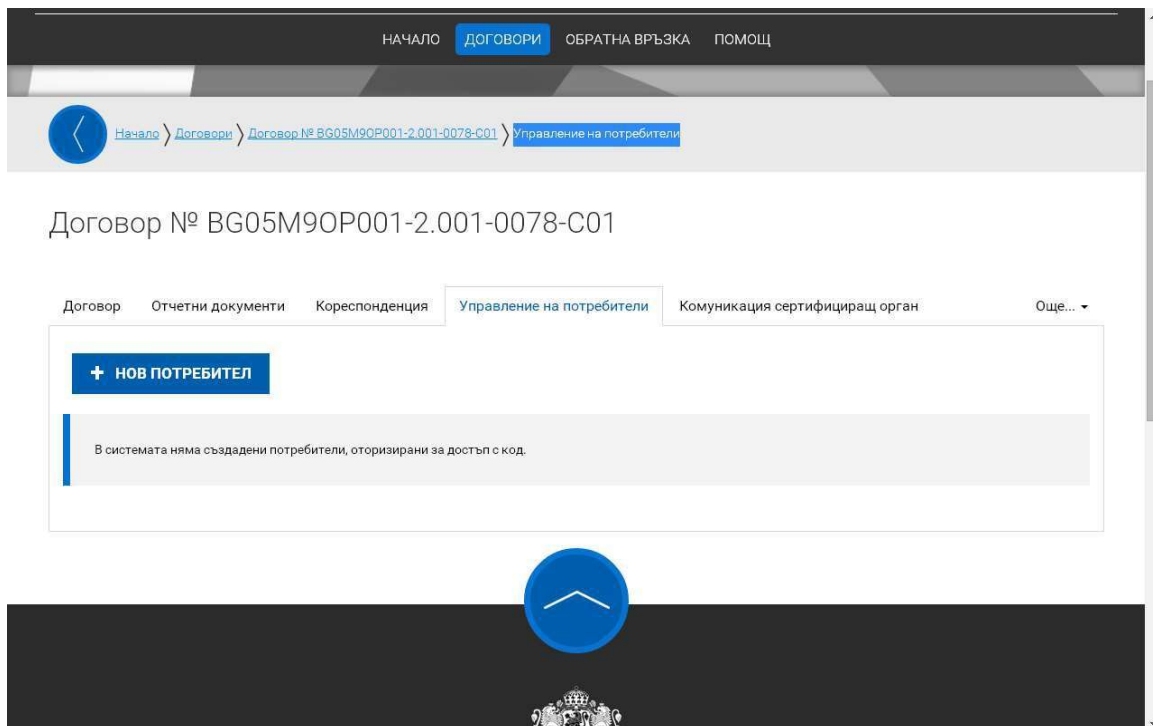 НАЧАЛО ДОГОВОРИ ОБРАТНА ВРЪЗКА ПОМОЩ
Начало Договори Договор № BG05M9OP001-2.001-0078-C01 Управление на потребители
Договор № BG05M9OP001-2.001-0078-C01
Договор Отчетни документи Кореспонденция Управление на потребители Комуникация сертифициращ орган Още...
+ НОВ ПОТРЕБИТЕЛ
В системата няма създадени потребители, оторизирани за достъп с код.